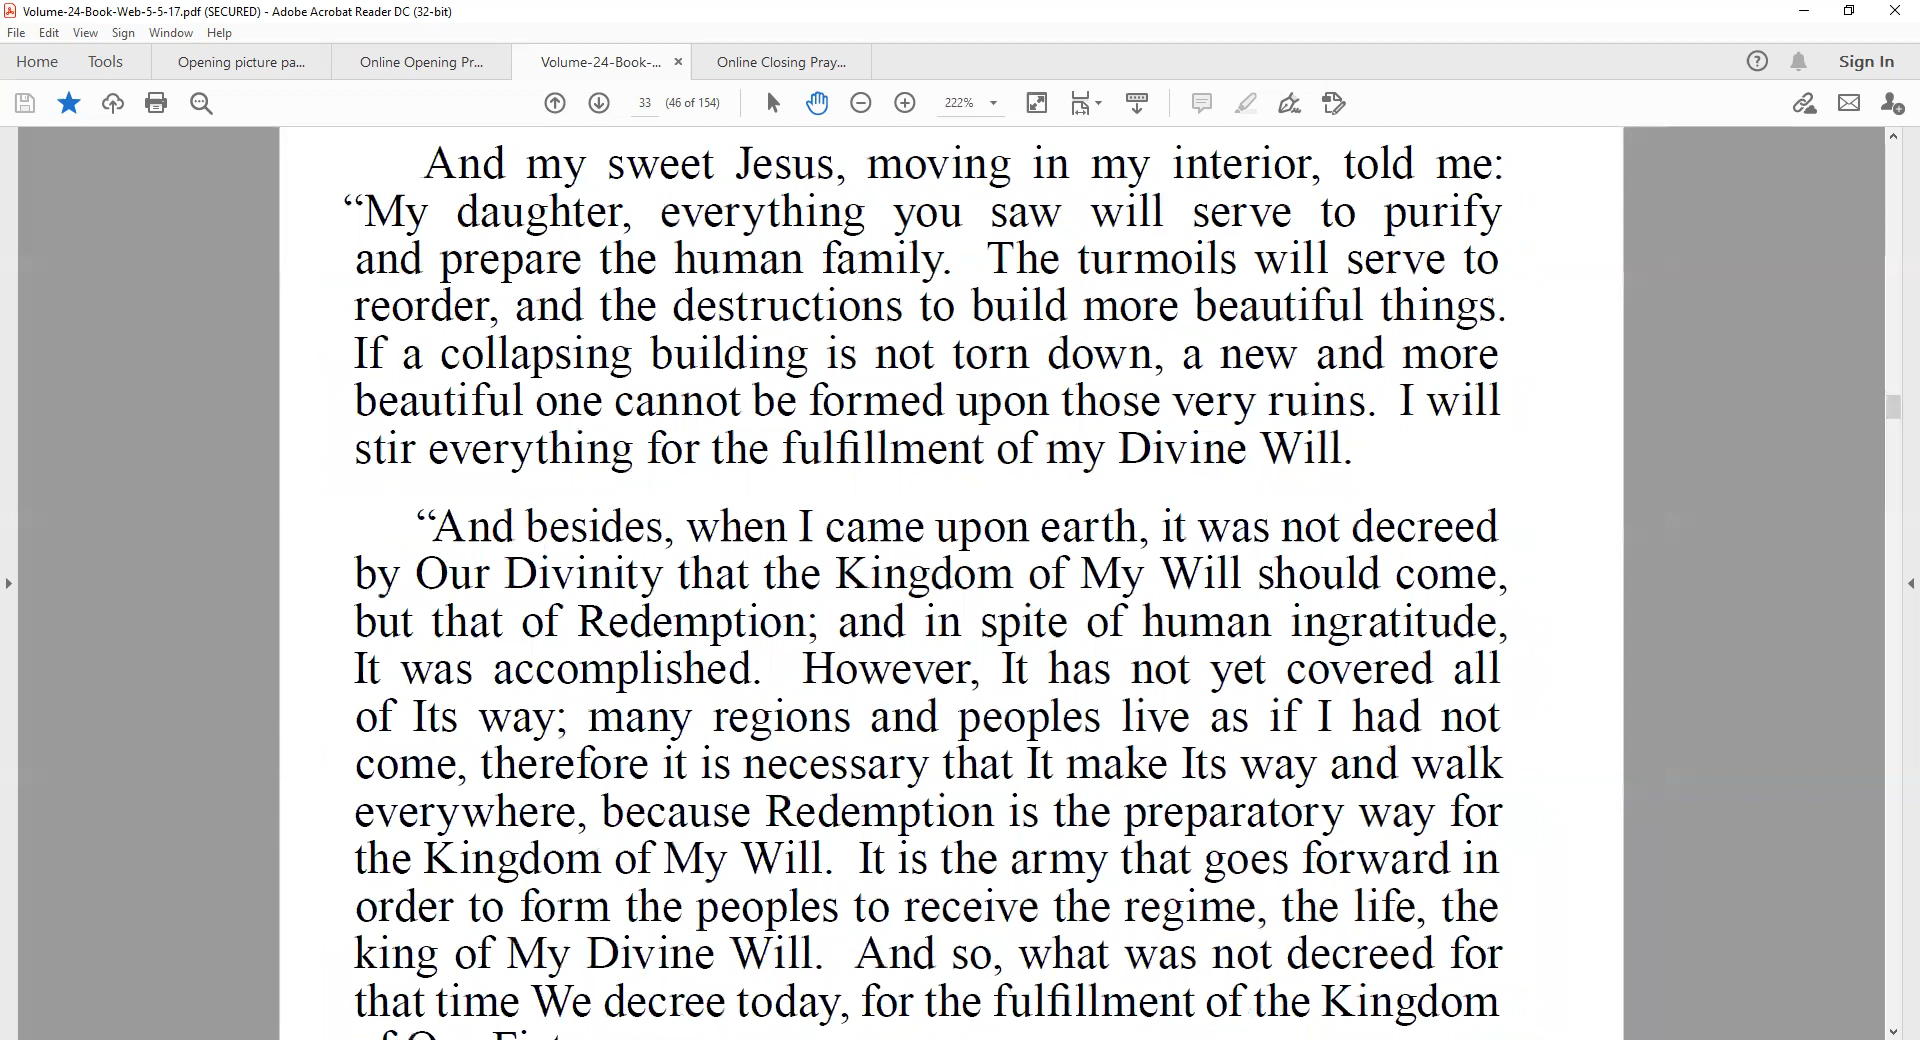 Volume-24-Book-Web-5-5-17.pdf (SECURED) - Adobe Acrobat Reader DC (32-bit)
File Edit View Sign Window Help
Home Tools Opening picture pa... Online Opening Pr... Volume-24-Book-... × Online Closing Pray... Sign In
33 (46 of 154) 222%
And my sweet Jesus, moving in my interior, told me:
“My daughter, everything you saw will serve to purify
and prepare the human family. The turmoils will serve to
reorder, and the destructions to build more beautiful things.
If a collapsing building is not torn down, a new and more
beautiful one cannot be formed upon those very ruins. I will
stir everything for the fulfillment of my Divine Will.
“And besides, when I came upon earth, it was not decreed
by Our Divinity that the Kingdom of My Will should come,
but that of Redemption; and in spite of human ingratitude,
It was accomplished. However, It has not yet covered all
of Its way; many regions and peoples live as if I had not
come, therefore it is necessary that It make Its way and walk
everywhere, because Redemption is the preparatory way for
the Kingdom of My Will. It is the army that goes forward in
order to form the peoples to receive the regime, the life, the
king of My Divine Will. And so, what was not decreed for
that time We decree today, for the fulfillment of the Kingdom